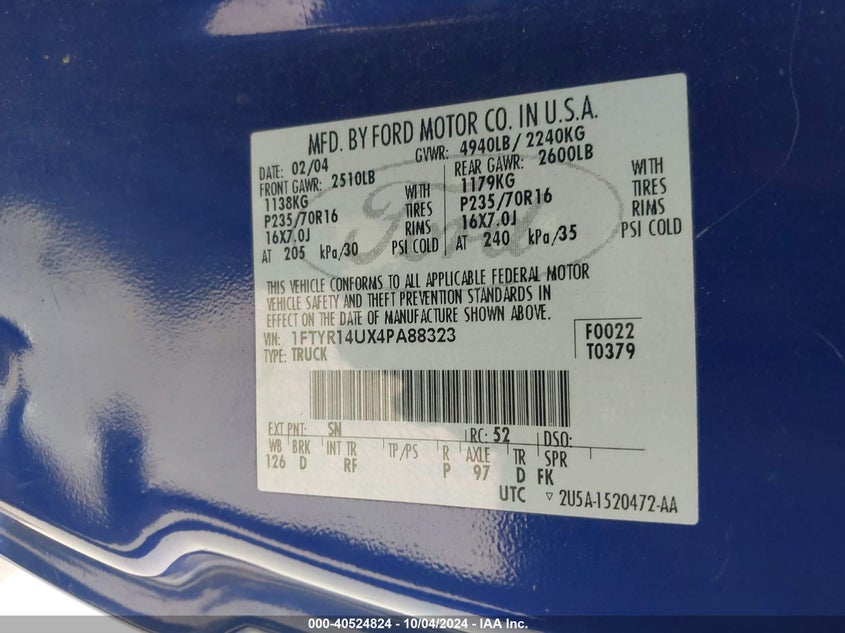 MFD. BY FORD MOTOR CO. IN U.S.A.
DATE: 02/04 GVWR: 4940LB/ 2240KG
FRONT GAWR: 2510LB REAR GAWR: 2600LB
1138KG WITH 1179KG WITH
P235/70R16 TIRES P235/70R16 TIRES
16X7.0J RIMS 16X7.0J RIMS
AT 205 kPa/30 PSI COLD AT 240 kPa/35 PSI COLD
Ford
THIS VEHICLE CONFORMS TO ALL APPLICABLE FEDERAL MOTOR
VEHICLE SAFETY AND THEFT PREVENTION STANDARDS IN
EFFECT ON THE DATE OF MANUFACTURE SHOWN ABOVE.
VIN: 1FTYR14UX4PA88323 F0022
TYPE: TRUCK T0379
EXT PNT: SN RC: 52 DSO:
WB BRK INT TR TP/PS R AXLE TR SPR
126 D RF P 97 D FK
UTC ▽ 2U5A-1520472-AA
000-40524824 - 10/04/2024 - IAA Inc.